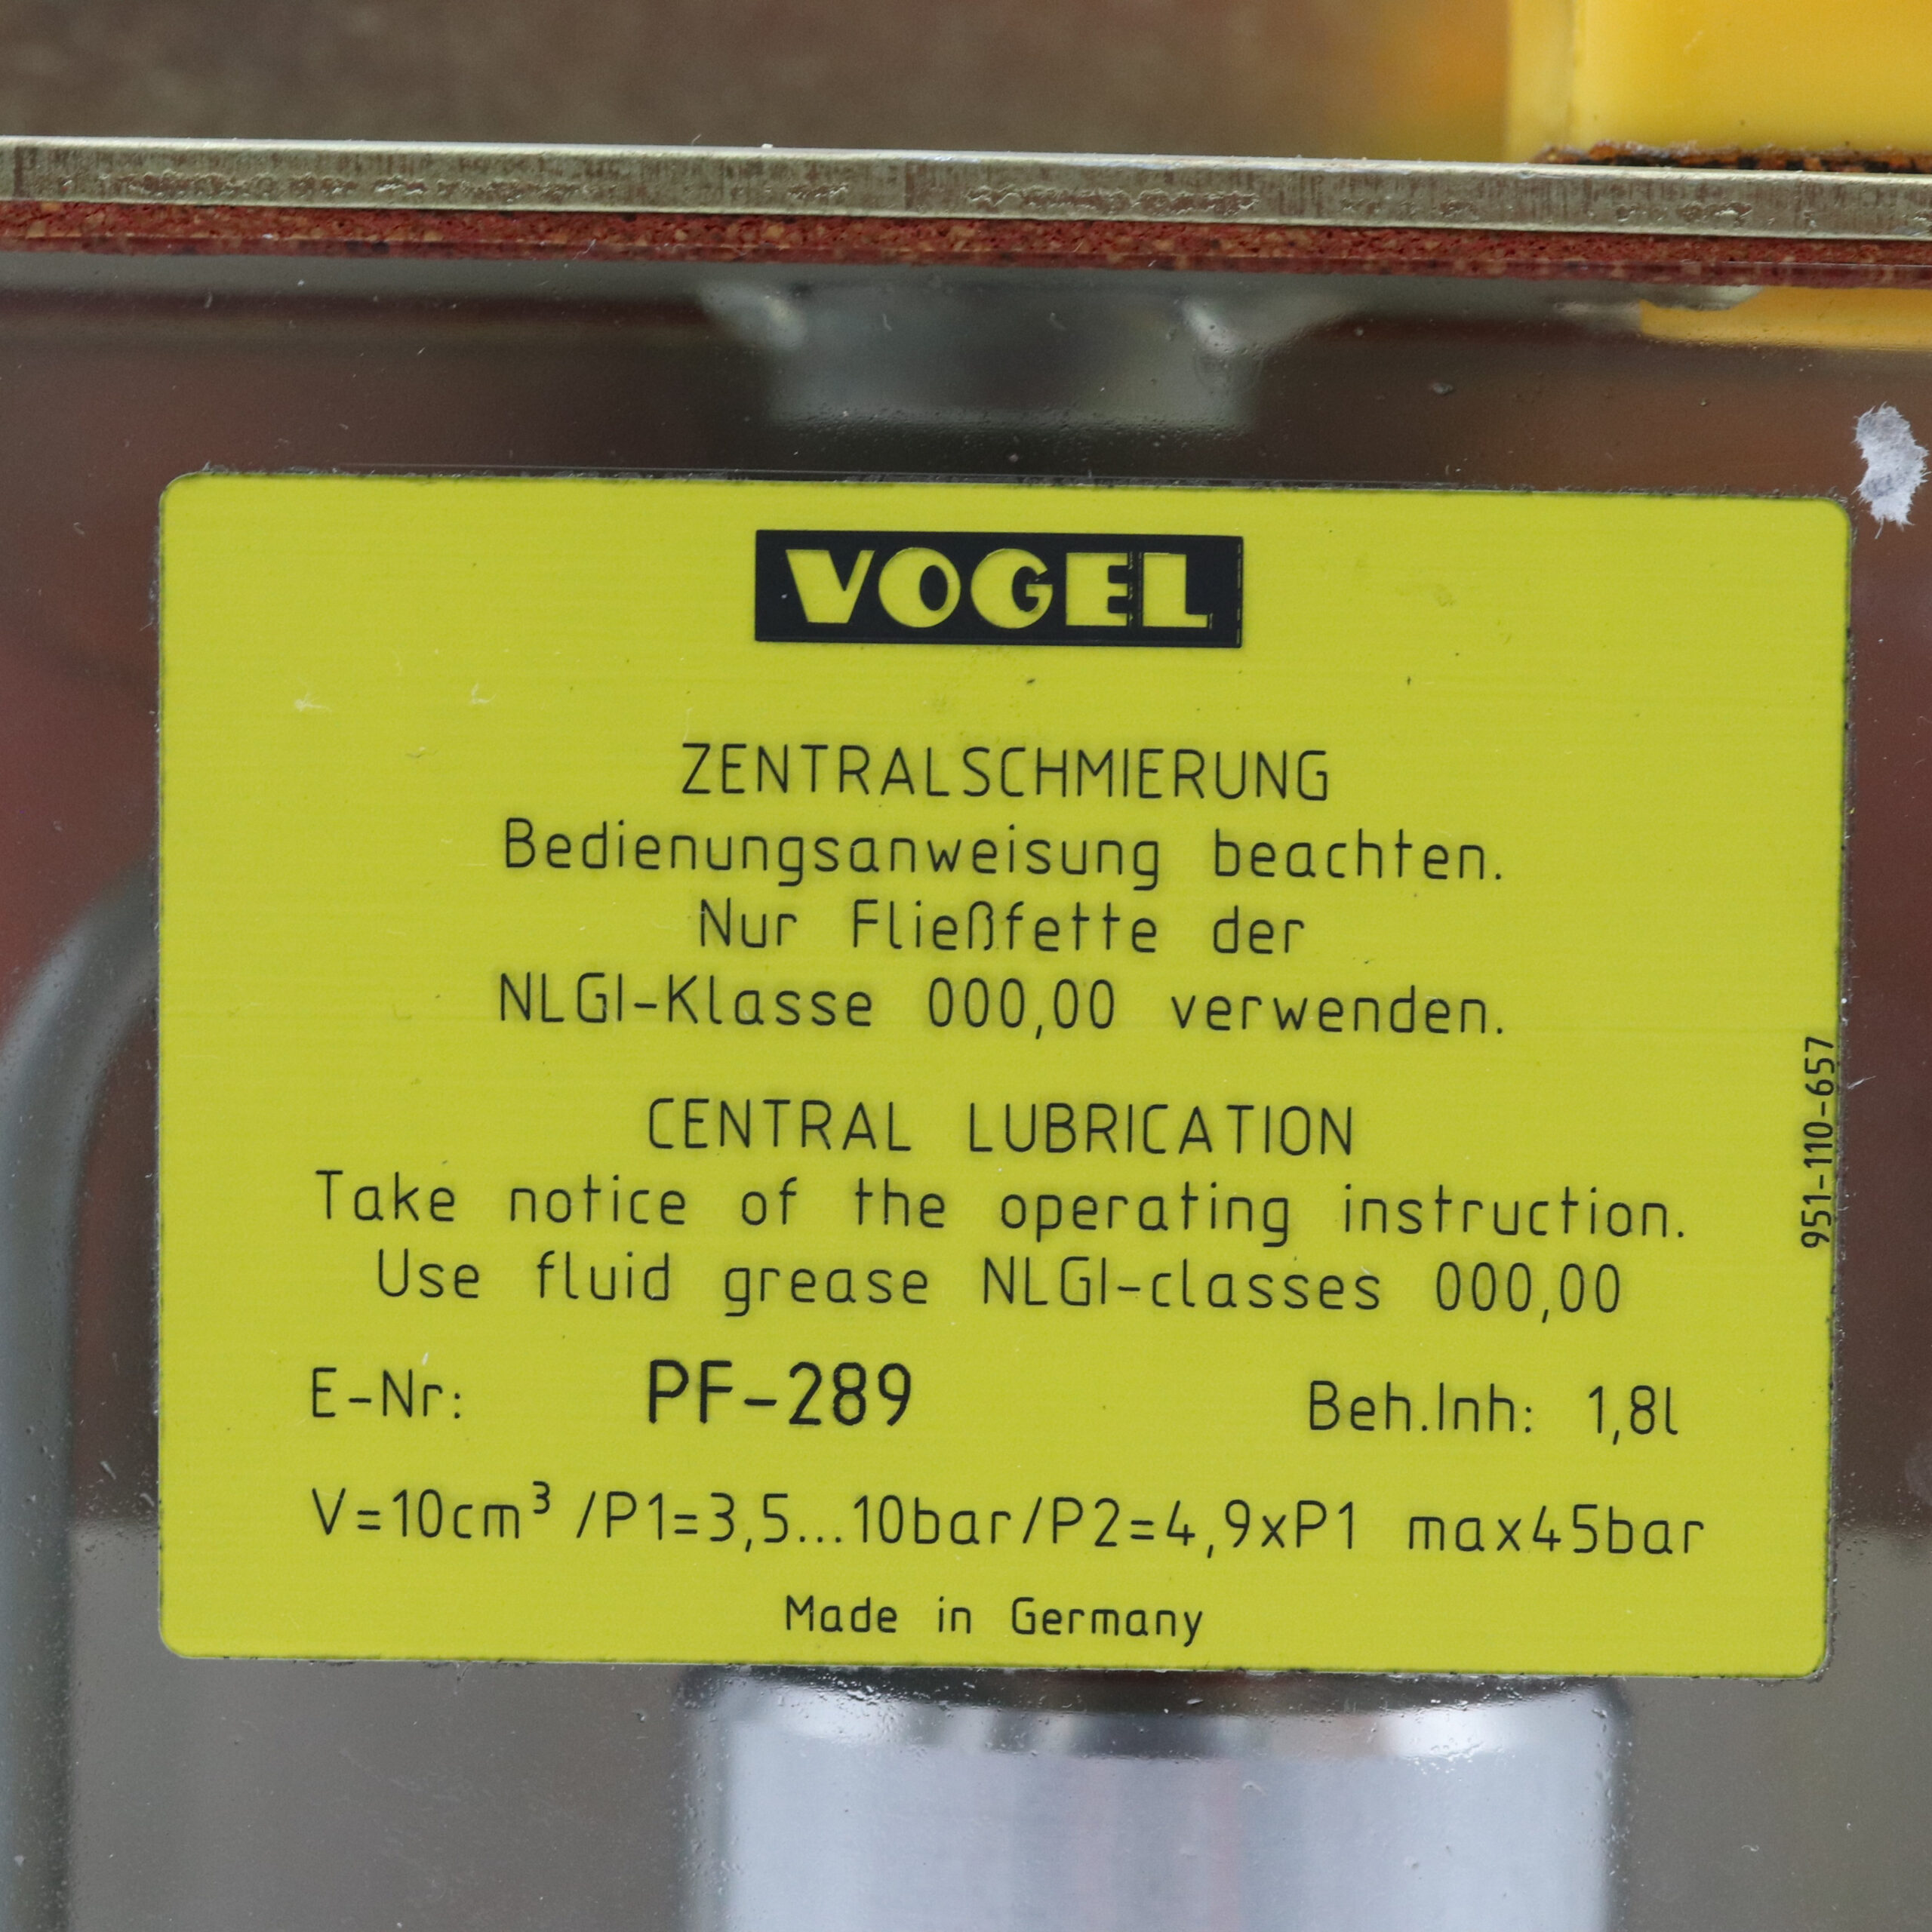 VOGEL
ZENTRALSCHMIERUNG
Bedienungsanweisung beachten.
Nur Fließfette der
NLGI-Klasse 000,00 verwenden.
CENTRAL LUBRICATION
Take notice of the operating instruction.
Use fluid grease NLGI-classes 000,00
E-Nr: PF-289 Beh.Inh: 1,8l
V=10cm³ /P1=3,5...10bar/P2=4,9xP1 max45bar
Made in Germany
951-110-657